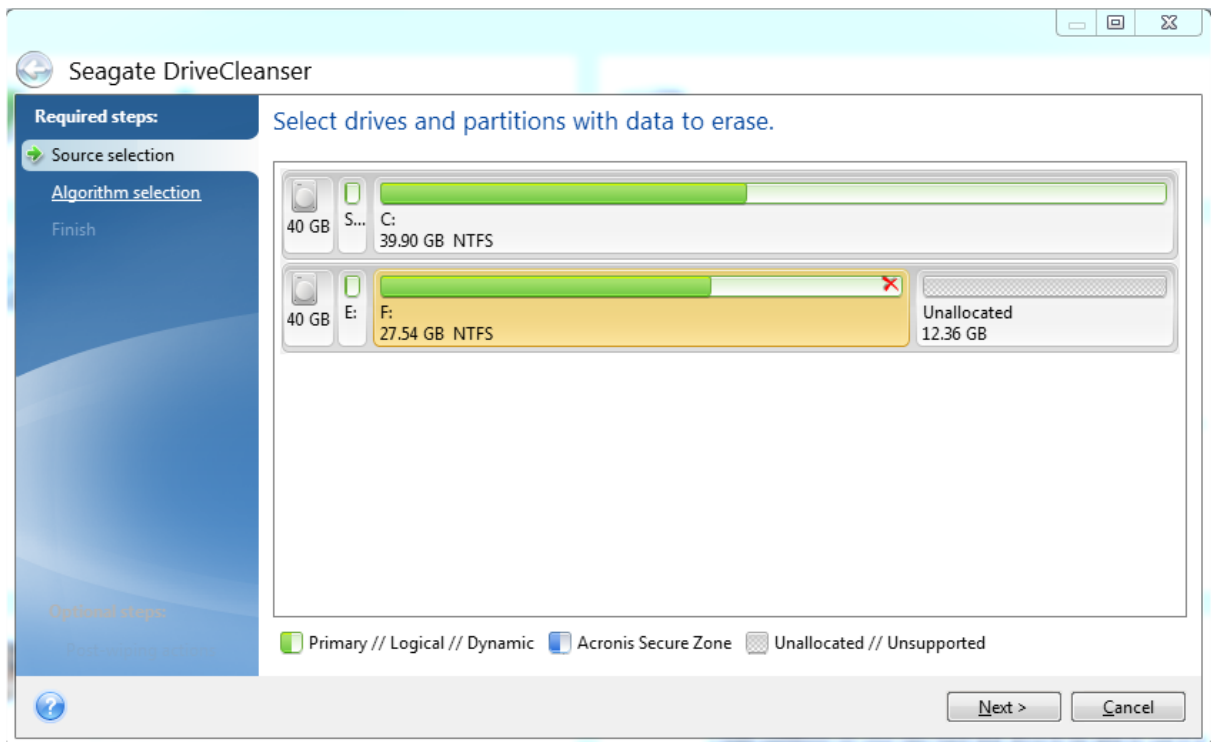 Seagate DriveCleanser
Required steps:
Source selection
Algorithm selection
Finish
Optional steps:
Select drives and partitions with data to erase.
40 GB
S...
C:
39.90 GB NTFS
40 GB
E:
F:
27.54 GB NTFS
Unallocated
12.36 GB
Primary // Logical // Dynamic
Acronis Secure Zone
Unallocated // Unsupported
?
Next >
Cancel